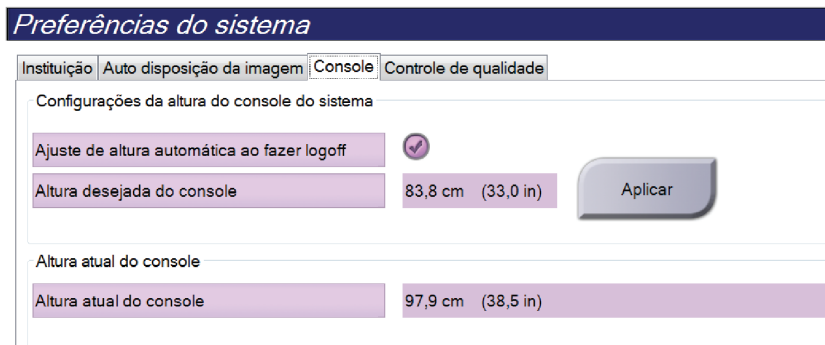 Preferências do sistema
Instituição Auto disposição da imagem Console Controle de qualidade
Configurações da altura do console do sistema
Ajuste de altura automática ao fazer logoff
Altura desejada do console 83,8 cm (33,0 in) Aplicar
Altura atual do console
Altura atual do console 97,9 cm (38,5 in)